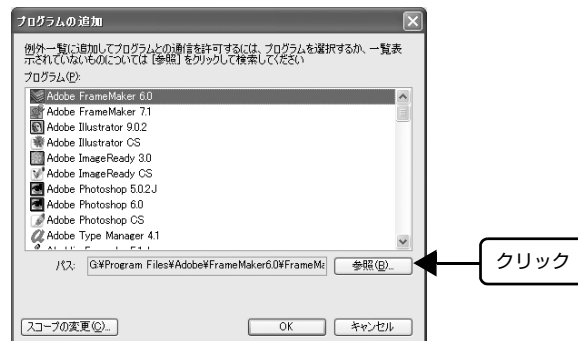 プログラムの追加
例外一覧に追加してプログラムとの通信を許可するには、プログラムを選択するか、一覧表
示されていないものについては [参照] をクリックして検索してください
プログラム(P):
Adobe FrameMaker 6.0
Adobe FrameMaker 7.1
Adobe Illustrator 9.0.2
Adobe Illustrator CS
Adobe ImageReady 3.0
Adobe ImageReady CS
Adobe Photoshop 5.0.2J
Adobe Photoshop 6.0
Adobe Photoshop CS
Adobe Type Manager 4.1
パス: G:¥Program Files¥Adobe¥FrameMaker6.0¥FrameMa 参照(B)... クリック
スコープの変更(C)... OK キャンセル